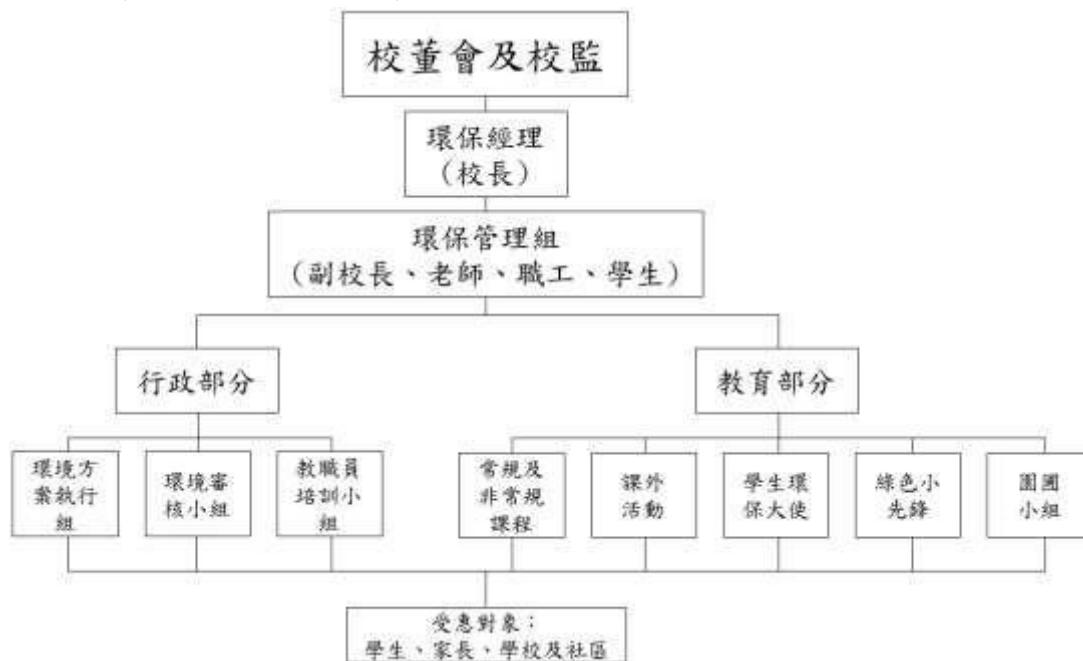 校董會及校監
環保經理
(校長)
環保管理組
(副校長、老師、職工、學生)
行政部分
教育部分
環境方
案執行
組
環境審
核小組
教職員
培訓小
組
常規及
非常規
課程
課外
活動
學生環
保大使
綠色小
先鋒
園圃
小組
受惠對象：
學生、家長、學校及社區